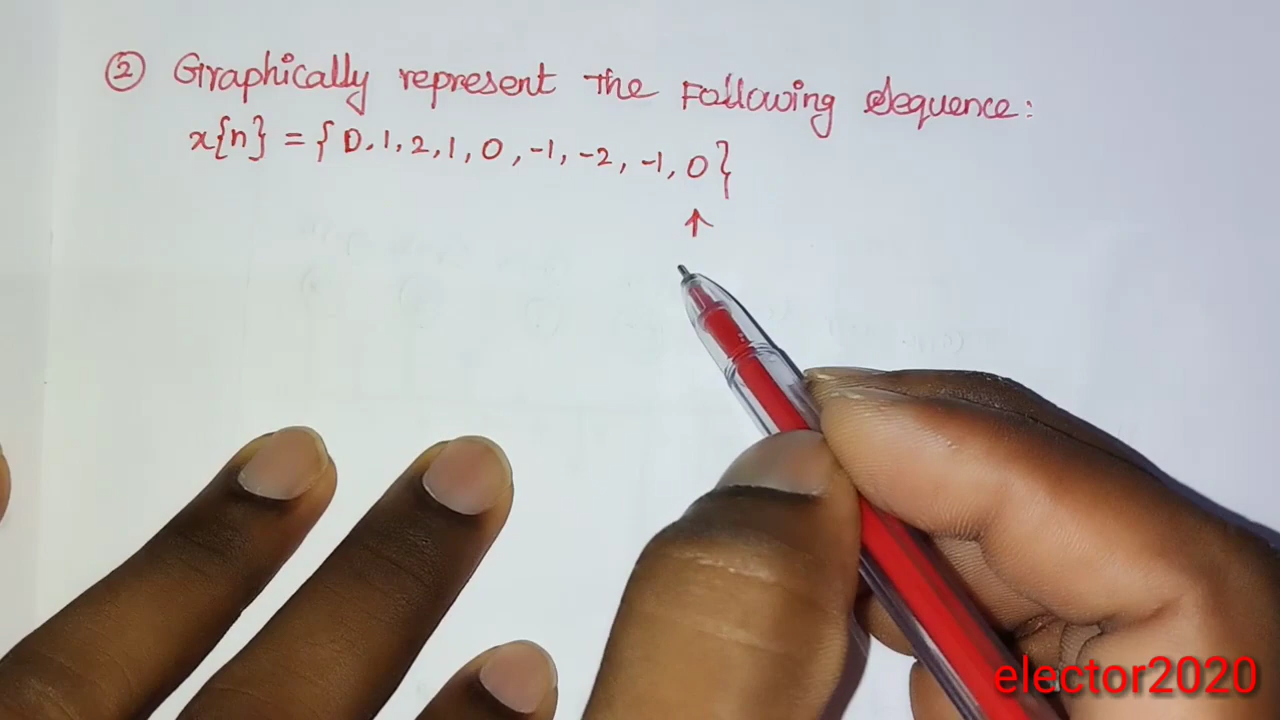 ② Graphically represent The Following Sequence:
x{n} = {0, 1, 2, 1, 0, -1, -2, -1, 0}
↑
elector2020